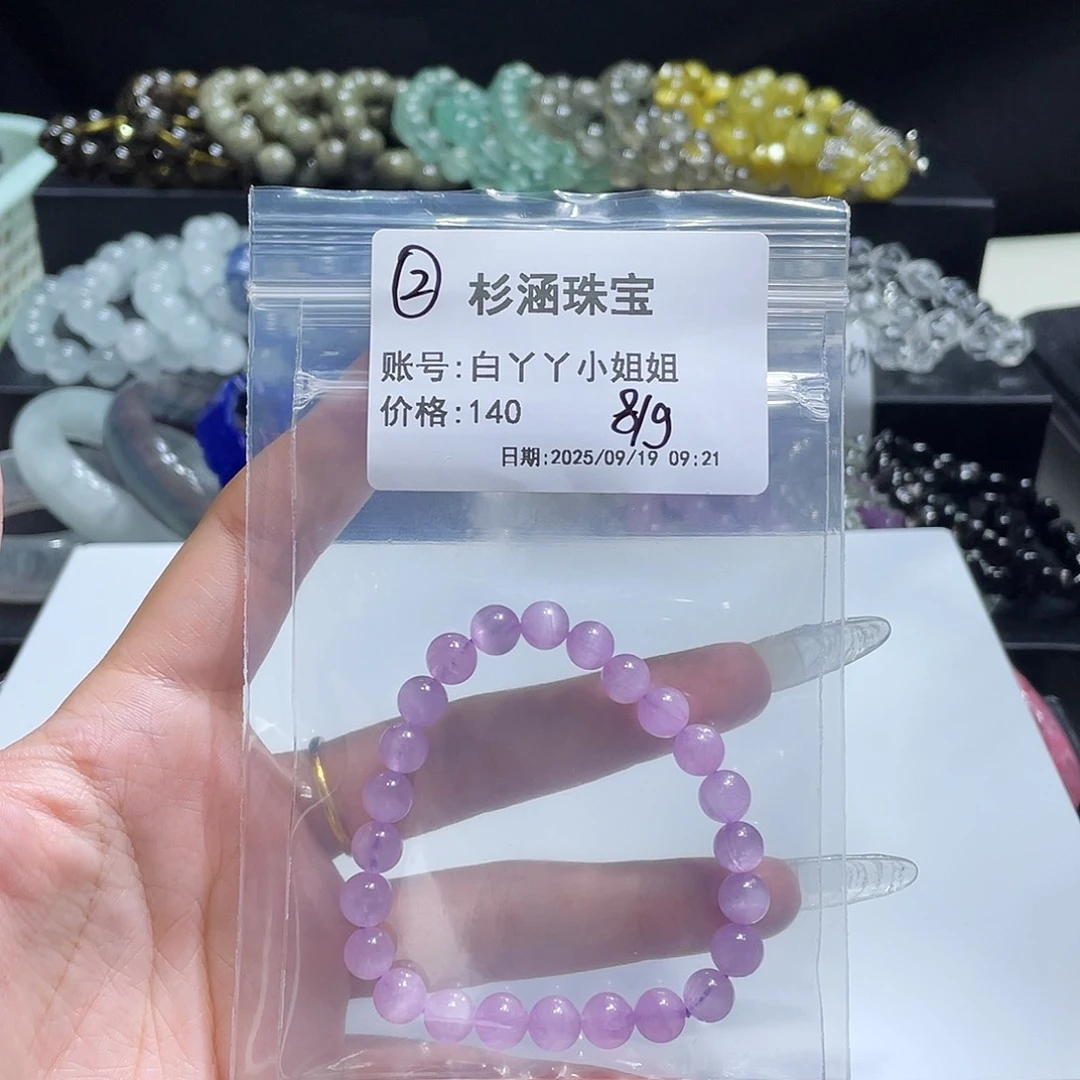 ② 杉涵珠宝
账号:白丫丫小姐姐
价格:140 8/9
日期:2025/09/19 09:21